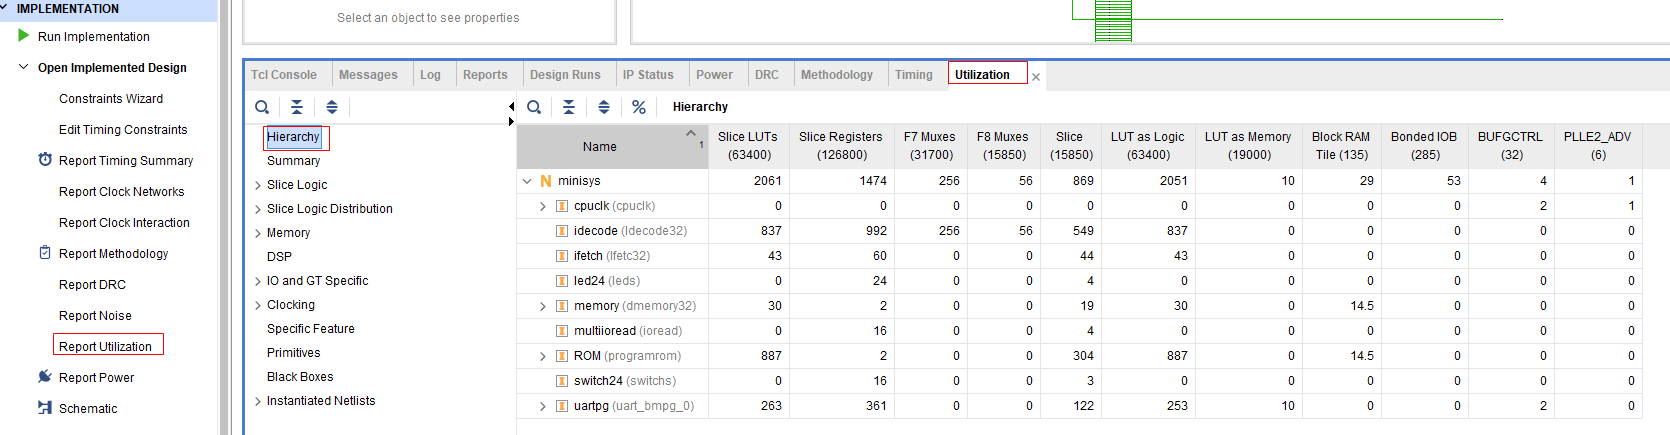 IMPLEMENTATION
Run Implementation
Open Implemented Design
Constraints Wizard
Edit Timing Constraints
Report Timing Summary
Report Clock Networks
Report Clock Interaction
Report Methodology
Report DRC
Report Noise
Report Utilization
Report Power
Schematic
Select an object to see properties
Tcl Console Messages Log Reports Design Runs IP Status Power DRC Methodology Timing Utilization
Hierarchy
Summary
Slice Logic
Slice Logic Distribution
Memory
DSP
IO and GT Specific
Clocking
Specific Feature
Primitives
Black Boxes
Instantiated Netlists
% Hierarchy
Name 1 Slice LUTs (63400) Slice Registers (126800) F7 Muxes (31700) F8 Muxes (15850) Slice (15850) LUT as Logic (63400) LUT as Memory (19000) Block RAM Tile (135) Bonded IOB (285) BUFGCTRL (32) PLLE2_ADV (6)
N minisys 2061 1474 256 56 869 2051 10 29 53 4 1
I cpuclk (cpuclk) 0 0 0 0 0 0 0 0 0 2 1
I idecode (Idecode32) 837 992 256 56 549 837 0 0 0 0 0
I ifetch (Ifetc32) 43 60 0 0 44 43 0 0 0 0 0
I led24 (leds) 0 24 0 0 4 0 0 0 0 0 0
I memory (dmemory32) 30 2 0 0 19 30 0 14.5 0 0 0
I multiioread (ioread) 0 16 0 0 4 0 0 0 0 0 0
I ROM (programrom) 887 2 0 0 304 887 0 14.5 0 0 0
I switch24 (switchs) 0 16 0 0 3 0 0 0 0 0 0
I uartpg (uart_bmpg_0) 263 361 0 0 122 253 10 0 0 2 0